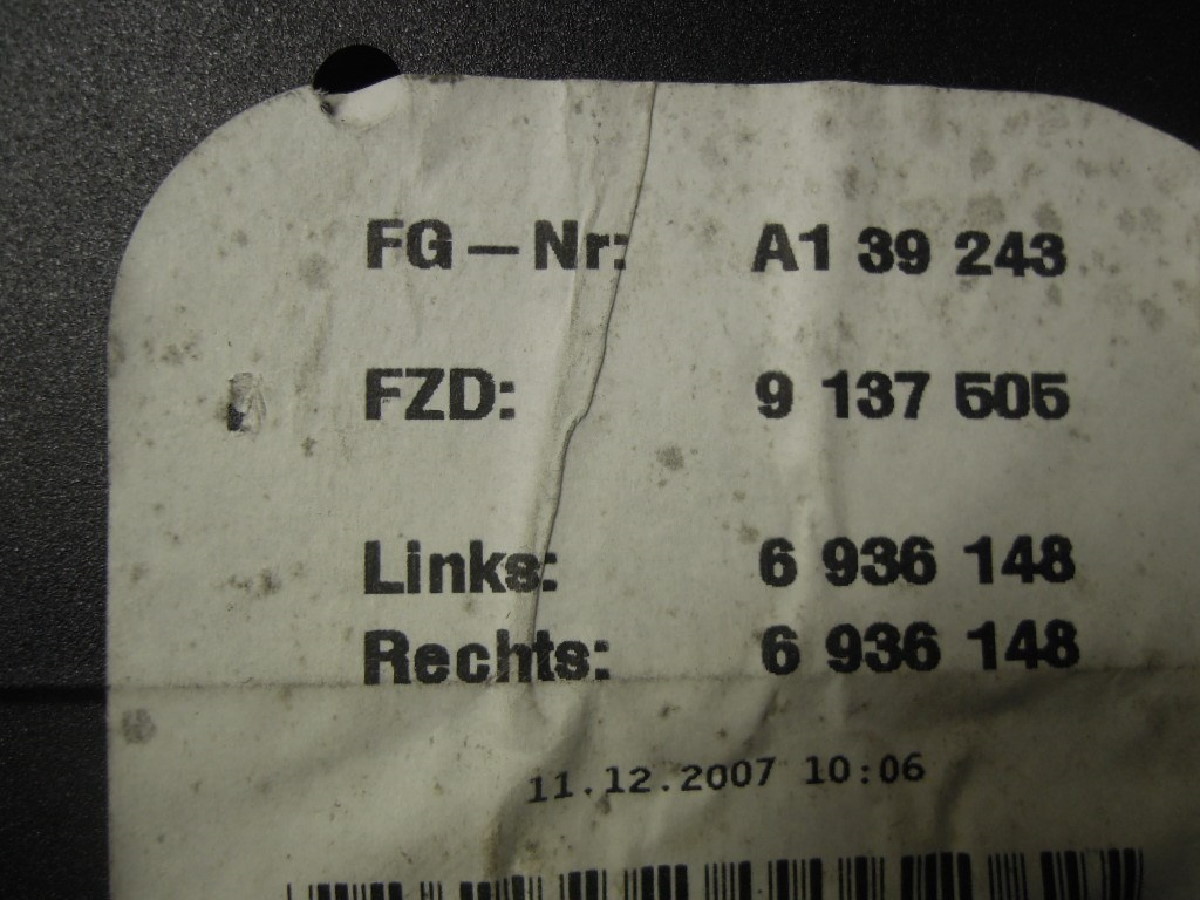 FG – Nr: A1 39 243
FZD: 9 137 505
Links: 6 936 148
Rechts: 6 936 148
11.12.2007 10:06